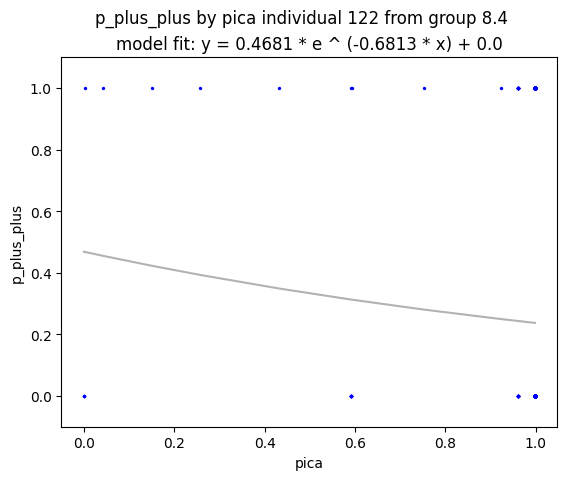 p_plus_plus by pica individual 122 from group 8.4
model fit: y = 0.4681 * e ^ (-0.6813 * x) + 0.0
1.0
0.8
0.6
0.4
0.2
0.0
p_plus_plus
0.0 0.2 0.4 0.6 0.8 1.0
pica